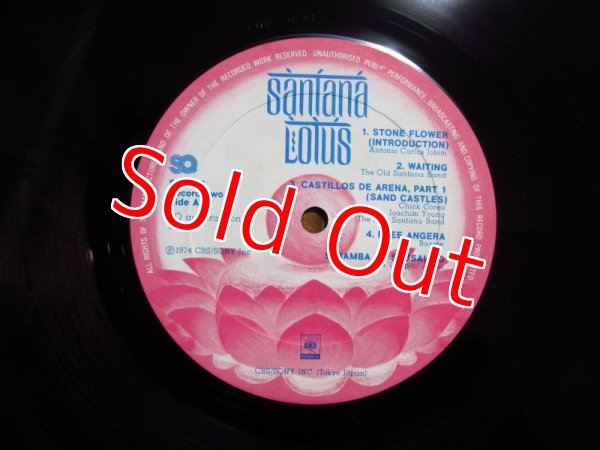 ALL RIGHTS OF THE OWNER OF THE RECORDED WORK RESERVED. UNAUTHORISED PUBLIC PERFORMANCE, BROADCASTING AND COPYING OF THIS RECORD
Santana
Lotus
1. STONE FLOWER
(INTRODUCTION)
Antonio Carlos Jobim
2. WAITING
The Old Santana Band
CASTILLOS DE ARENA, PART 1
(SAND CASTLES)
Chick Corea
Joachim Young
Santana Band
4.
FREE ANGERA
SAMBA
SQ
Two
A
Ⓟ1974 CBS/SONY Inc
Sold Out
CBS/SONY INC. (Tokyo Japan)